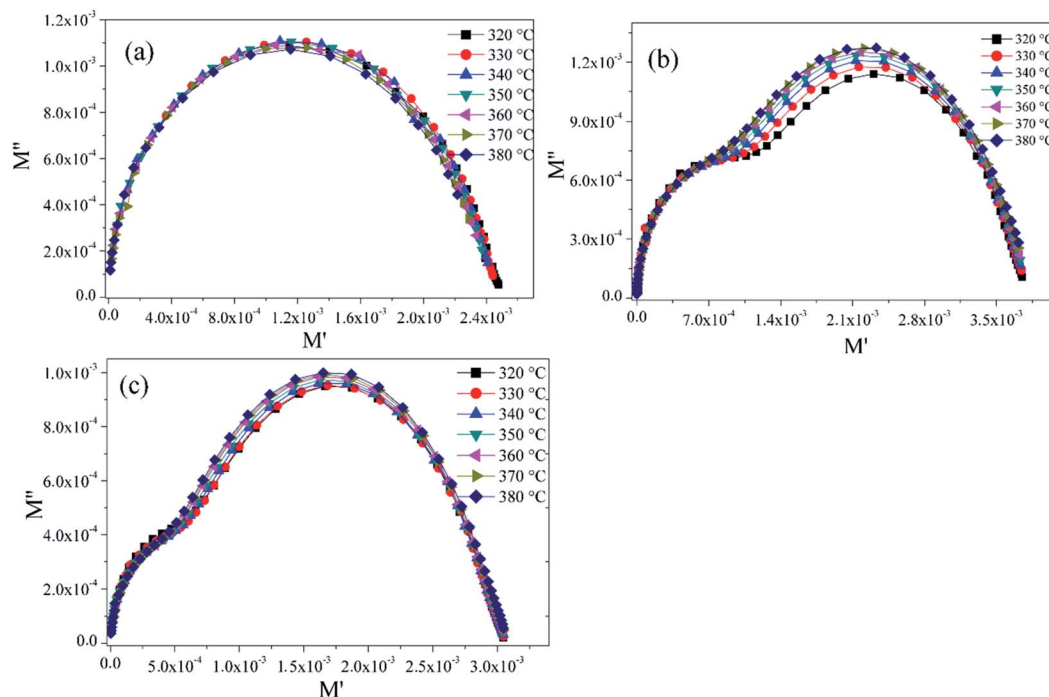 (a)
1.2x10⁻³
1.0x10⁻³
8.0x10⁻⁴
6.0x10⁻⁴
4.0x10⁻⁴
2.0x10⁻⁴
0.0
M"
320 °C
330 °C
340 °C
350 °C
360 °C
370 °C
380 °C
0.0 4.0x10⁻⁴ 8.0x10⁻⁴ 1.2x10⁻³ 1.6x10⁻³ 2.0x10⁻³ 2.4x10⁻³
M'
(b)
1.2x10⁻³
9.0x10⁻⁴
6.0x10⁻⁴
3.0x10⁻⁴
0.0
M"
320 °C
330 °C
340 °C
350 °C
360 °C
370 °C
380 °C
0.0 7.0x10⁻⁴ 1.4x10⁻³ 2.1x10⁻³ 2.8x10⁻³ 3.5x10⁻³
M'
(c)
1.0x10⁻³
8.0x10⁻⁴
6.0x10⁻⁴
4.0x10⁻⁴
2.0x10⁻⁴
0.0
M"
320 °C
330 °C
340 °C
350 °C
360 °C
370 °C
380 °C
0.0 5.0x10⁻⁴ 1.0x10⁻³ 1.5x10⁻³ 2.0x10⁻³ 2.5x10⁻³ 3.0x10⁻³
M'